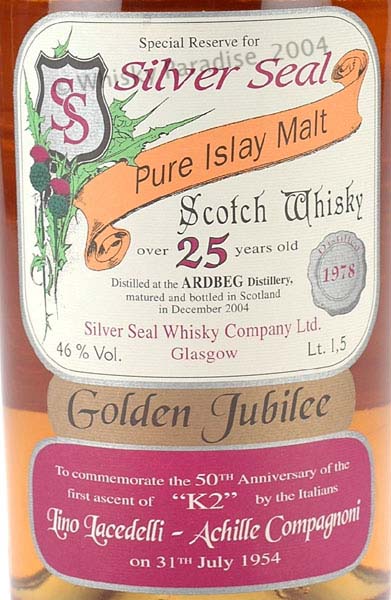 Special Reserve for
© Whisky Paradise 2004
SS
Silver Seal
Pure Islay Malt
Scotch Whisky
over 25 years old
Distilled
1978
Distilled at the ARDBEG Distillery,
matured and bottled in Scotland
in December 2004
Silver Seal Whisky Company Ltd.
46 % Vol. Glasgow Lt. 1,5
Golden Jubilee
To commemorate the 50TH Anniversary of the
first ascent of "K2" by the Italians
Lino Lacedelli - Achille Compagnoni
on 31TH July 1954